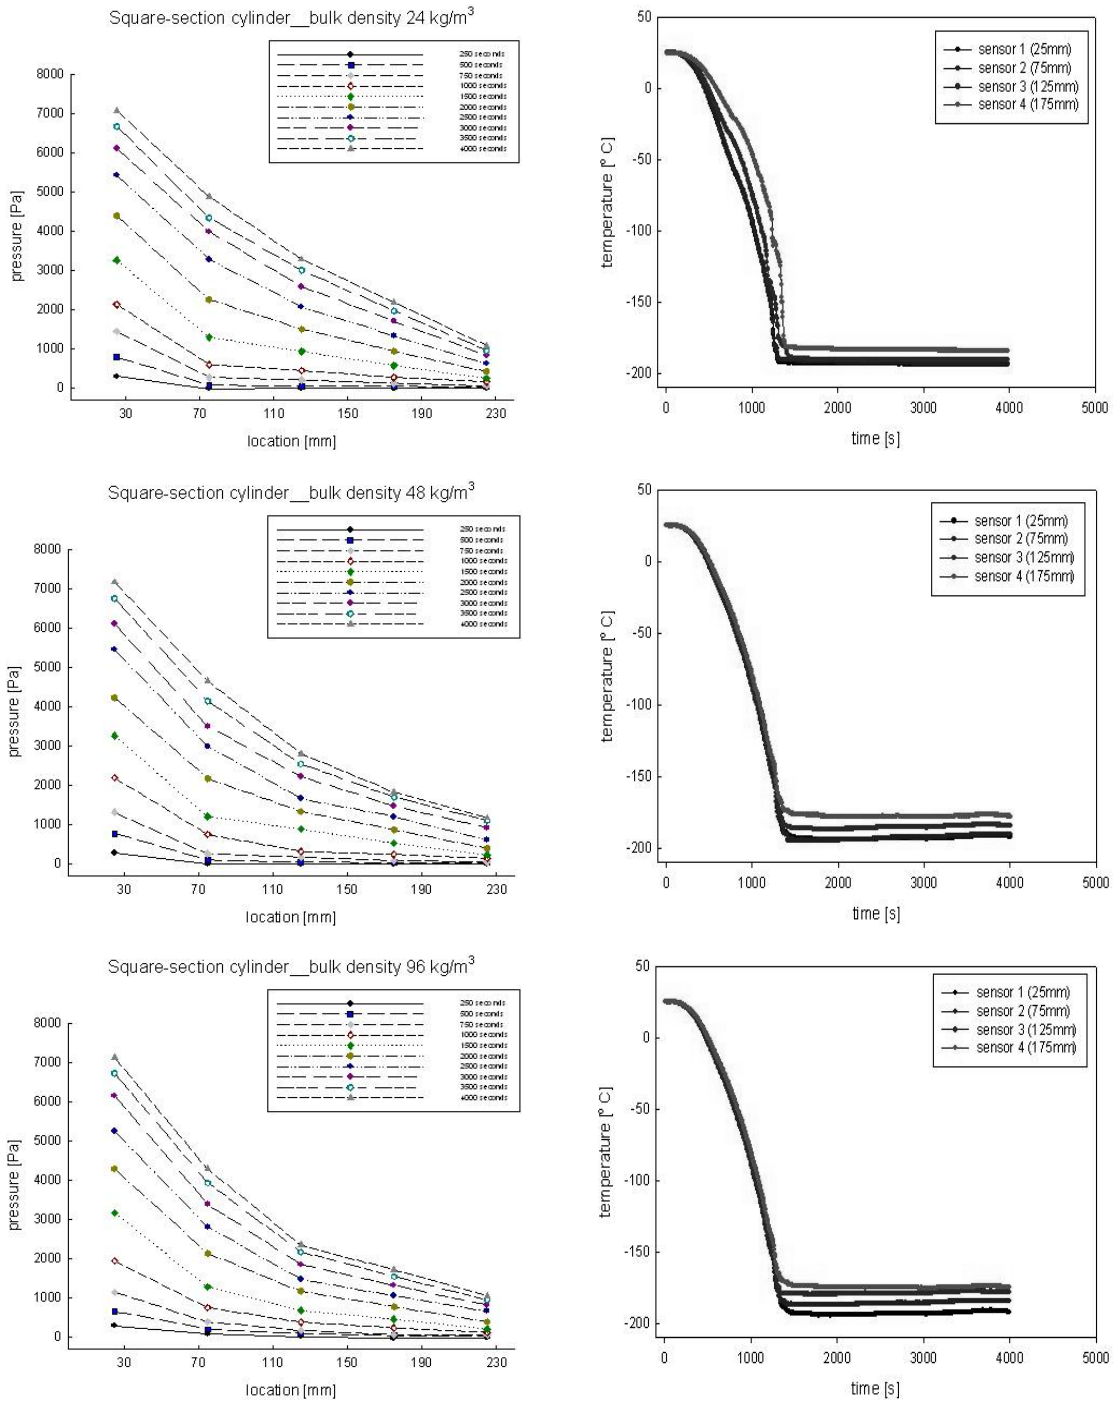 Square-section cylinder__bulk density 24 kg/m³
250 seconds
500 seconds
750 seconds
1000 seconds
1500 seconds
2000 seconds
2500 seconds
3000 seconds
3500 seconds
4000 seconds
8000
7000
6000
5000
4000
3000
2000
1000
0
pressure [Pa]
30 70 110 150 190 230
location [mm]
50
0
-50
-100
-150
-200
temperature [º C]
sensor 1 (25mm)
sensor 2 (75mm)
sensor 3 (125mm)
sensor 4 (175mm)
0 1000 2000 3000 4000 5000
time [s]
Square-section cylinder__bulk density 48 kg/m³
250 seconds
500 seconds
750 seconds
1000 seconds
1500 seconds
2000 seconds
2500 seconds
3000 seconds
3500 seconds
4000 seconds
8000
7000
6000
5000
4000
3000
2000
1000
0
pressure [Pa]
30 70 110 150 190 230
location [mm]
50
0
-50
-100
-150
-200
temperature [º C]
sensor 1 (25mm)
sensor 2 (75mm)
sensor 3 (125mm)
sensor 4 (175mm)
0 1000 2000 3000 4000 5000
time [s]
Square-section cylinder__bulk density 96 kg/m³
250 seconds
500 seconds
750 seconds
1000 seconds
1500 seconds
2000 seconds
2500 seconds
3000 seconds
3500 seconds
4000 seconds
8000
7000
6000
5000
4000
3000
2000
1000
0
pressure [Pa]
30 70 110 150 190 230
location [mm]
50
0
-50
-100
-150
-200
temperature [º C]
sensor 1 (25mm)
sensor 2 (75mm)
sensor 3 (125mm)
sensor 4 (175mm)
0 1000 2000 3000 4000 5000
time [s]